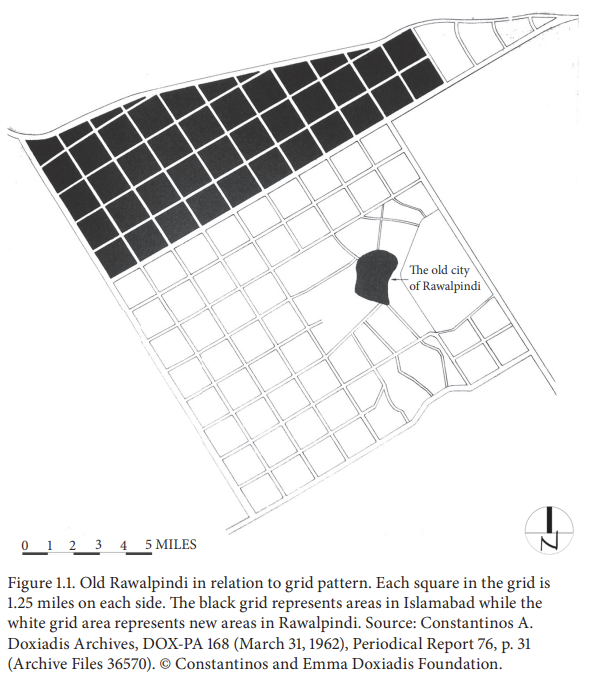 The old city
of Rawalpindi
0 1 2 3 4 5 MILES
N
Figure 1.1. Old Rawalpindi in relation to grid pattern. Each square in the grid is
1.25 miles on each side. The black grid represents areas in Islamabad while the
white grid area represents new areas in Rawalpindi. Source: Constantinos A.
Doxiadis Archives, DOX-PA 168 (March 31, 1962), Periodical Report 76, p. 31
(Archive Files 36570). © Constantinos and Emma Doxiadis Foundation.